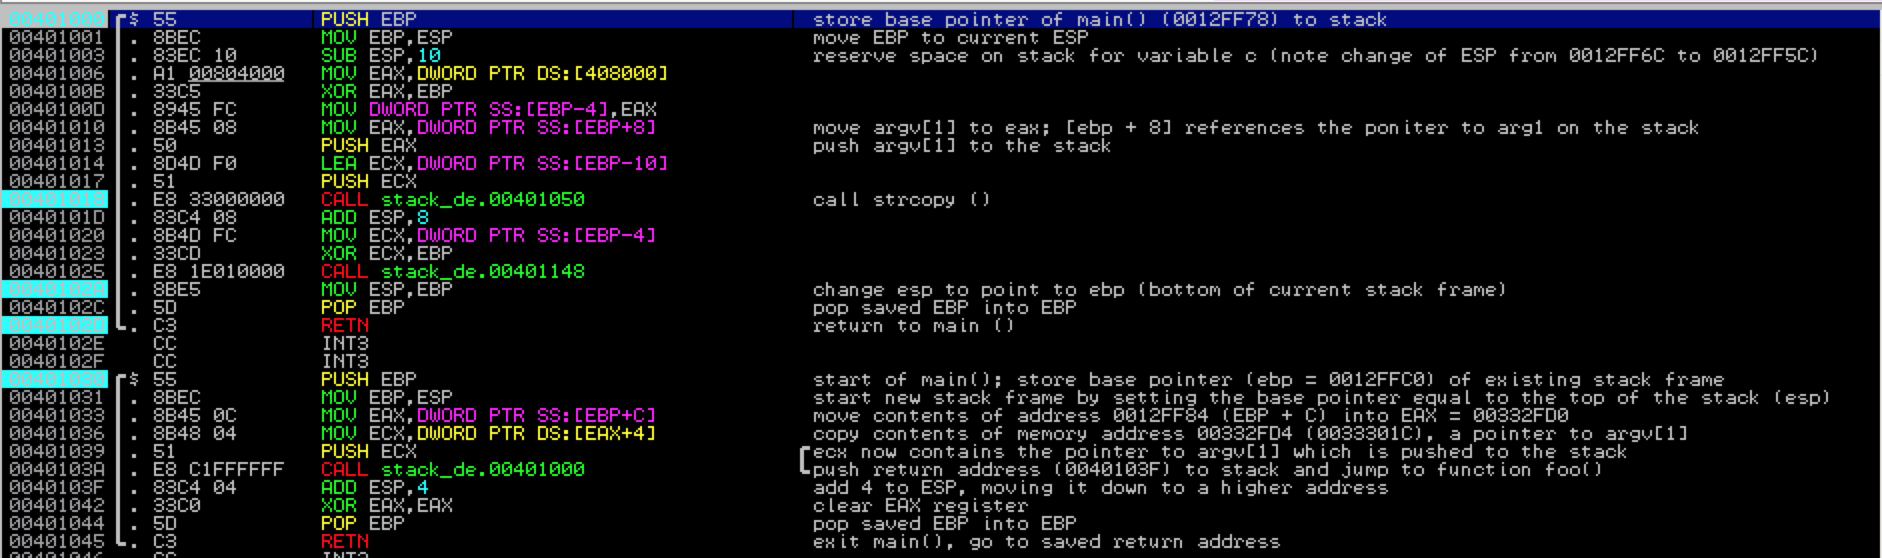 00401000 $ 55 PUSH EBP store base pointer of main() (0012FF78) to stack
00401001 . 8BEC MOV EBP,ESP move EBP to current ESP
00401003 . 83EC 10 SUB ESP,10 reserve space on stack for variable c (note change of ESP from 0012FF6C to 0012FF5C)
00401006 . A1 00804000 MOV EAX,DWORD PTR DS:[408000]
0040100B . 33C5 XOR EAX,EBP
0040100D . 8945 FC MOV DWORD PTR SS:[EBP-4],EAX
00401010 . 8B45 08 MOV EAX,DWORD PTR SS:[EBP+8] move argv[1] to eax; [ebp + 8] references the poniter to arg1 on the stack
00401013 . 50 PUSH EAX push argv[1] to the stack
00401014 . 8D4D F0 LEA ECX,DWORD PTR SS:[EBP-10]
00401017 . 51 PUSH ECX
00401018 . E8 33000000 CALL stack_de.00401050 call strcopy ()
0040101D . 83C4 08 ADD ESP,8
00401020 . 8B4D FC MOV ECX,DWORD PTR SS:[EBP-4]
00401023 . 33CD XOR ECX,EBP
00401025 . E8 1E010000 CALL stack_de.00401148
0040102A . 8BE5 MOV ESP,EBP change esp to point to ebp (bottom of current stack frame)
0040102C . 5D POP EBP pop saved EBP into EBP
0040102D . C3 RETN return to main ()
0040102E CC INT3
0040102F CC INT3
00401030 $ 55 PUSH EBP start of main(); store base pointer (ebp = 0012FFC0) of existing stack frame
00401031 . 8BEC MOV EBP,ESP start new stack frame by setting the base pointer equal to the top of the stack (esp)
00401033 . 8B45 0C MOV EAX,DWORD PTR SS:[EBP+C] move contents of address 0012FF84 (EBP + C) into EAX = 00332FD0
00401036 . 8B48 04 MOV ECX,DWORD PTR DS:[EAX+4] copy contents of memory address 00332FD4 (0033301C), a pointer to argv[1]
00401039 . 51 PUSH ECX ecx now contains the pointer to argv[1] which is pushed to the stack
0040103A . E8 C1FFFFFF CALL stack_de.00401000 push return address (0040103F) to stack and jump to function foo()
0040103F . 83C4 04 ADD ESP,4 add 4 to ESP, moving it down to a higher address
00401042 . 33C0 XOR EAX,EAX clear EAX register
00401044 . 5D POP EBP pop saved EBP into EBP
00401045 . C3 RETN exit main(), go to saved return address
00401046 CC INT3